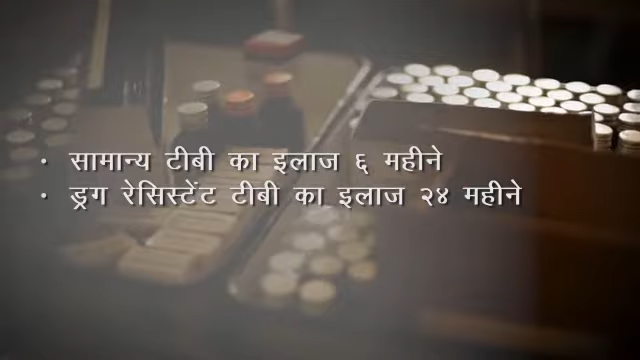 • सामान्य टीबी का इलाज ६ महीने
• ड्रग रेसिस्टेंट टीबी का इलाज २४ महीने